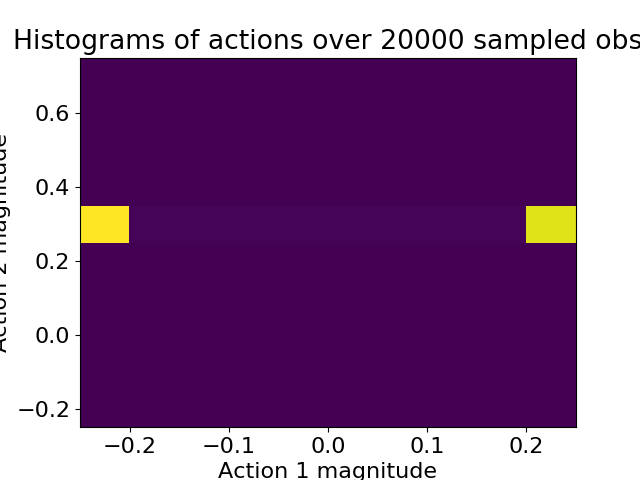 Histograms of actions over 20000 sampled obs
Action 2 magnitude
0.6
0.4
0.2
0.0
−0.2
−0.2 −0.1 0.0 0.1 0.2
Action 1 magnitude